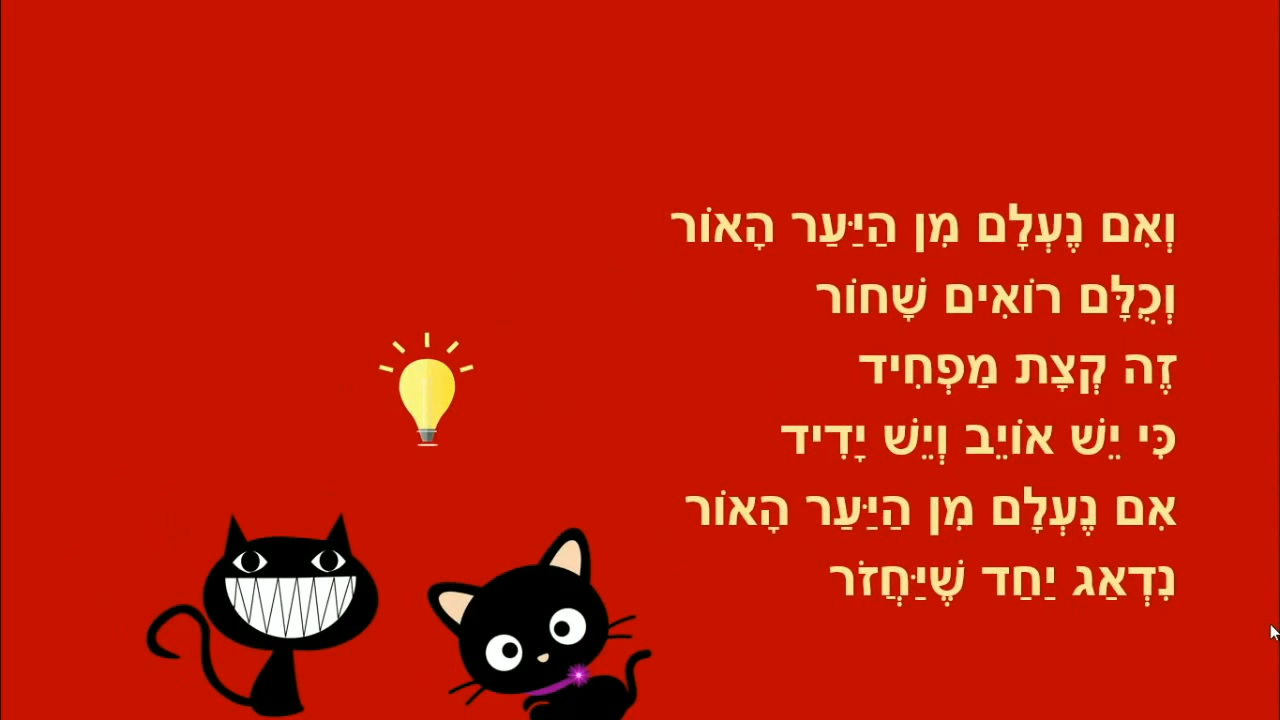 וְאִם נֶעְלָם מִן הַיַּעַר הָאוֹר
וְכֻלָּם רוֹאִים שָׁחוֹר
זֶה קְצָת מַפְחִיד
כִּי יֵשׁ אוֹיֵב וְיֵשׁ יָדִיד
אִם נֶעְלָם מִן הַיַּעַר הָאוֹר
נִדְאַג יַחַד שֶׁיַּחֲזֹר